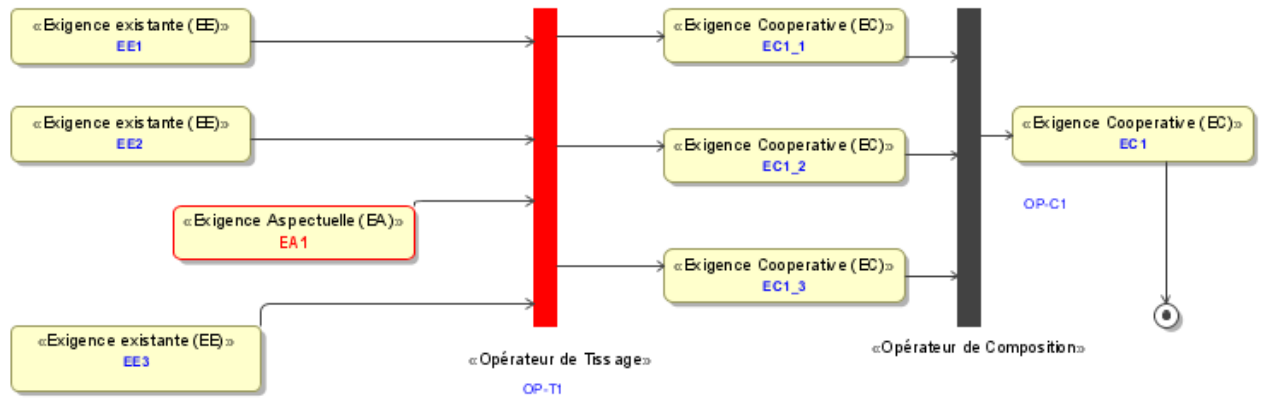 «Exigence existante (EE)»
EE1
«Exigence Cooperative (EC)»
EC1_1
«Exigence existante (EE)»
EE2
«Exigence Cooperative (EC)»
EC1_2
«Exigence Cooperative (EC)»
EC1
OP-C1
«Exigence Aspectuelle (EA)»
EA1
«Exigence Cooperative (EC)»
EC1_3
«Exigence existante (EE)»
EE3
«Opérateur de Tissage»
OP-T1
«Opérateur de Composition»